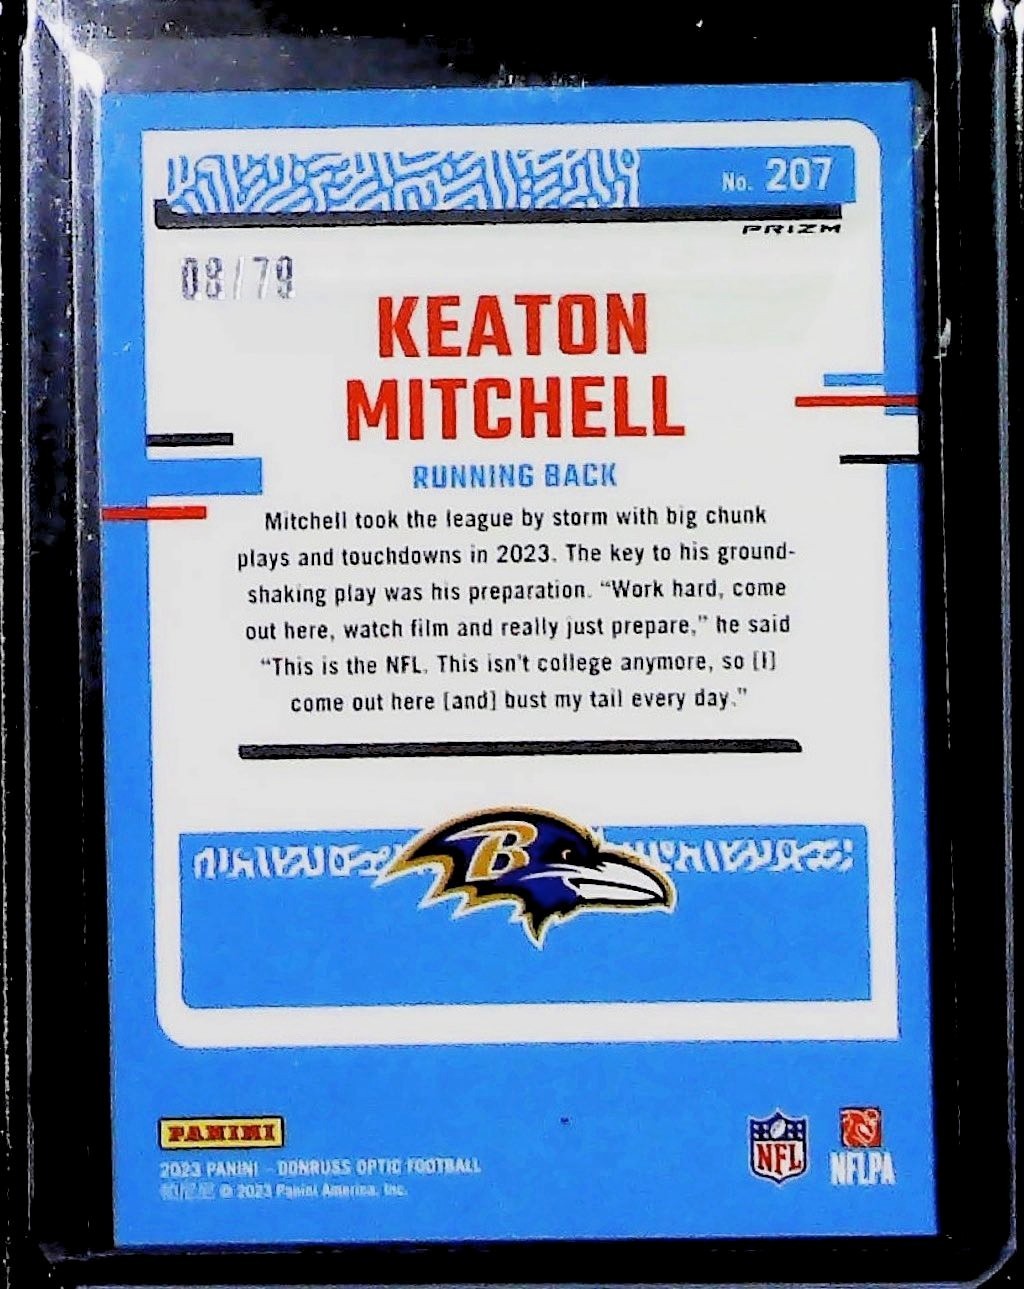 No. 207
PRIZM
08/79
KEATON
MITCHELL
RUNNING BACK
Mitchell took the league by storm with big chunk
plays and touchdowns in 2023. The key to his ground-
shaking play was his preparation. “Work hard, come
out here, watch film and really just prepare,” he said
“This is the NFL. This isn't college anymore, so [I]
come out here [and] bust my tail every day.”
B
PANINI
NFL
NFLPA
2023 PANINI - DONRUSS OPTIC FOOTBALL
© 2023 Panini America, Inc.